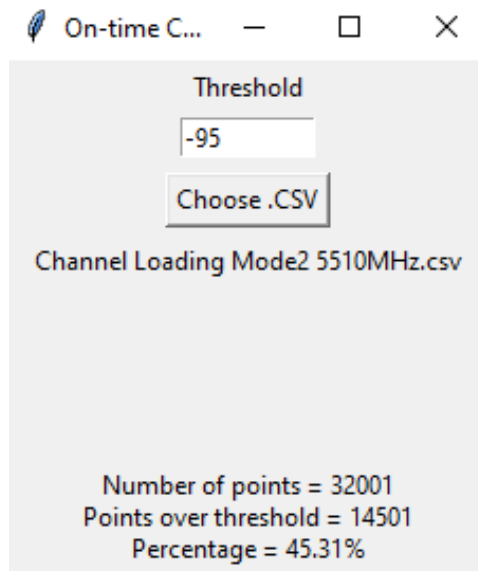 On-time C...
Threshold
-95
Choose .CSV
Channel Loading Mode2 5510MHz.csv
Number of points = 32001
Points over threshold = 14501
Percentage = 45.31%